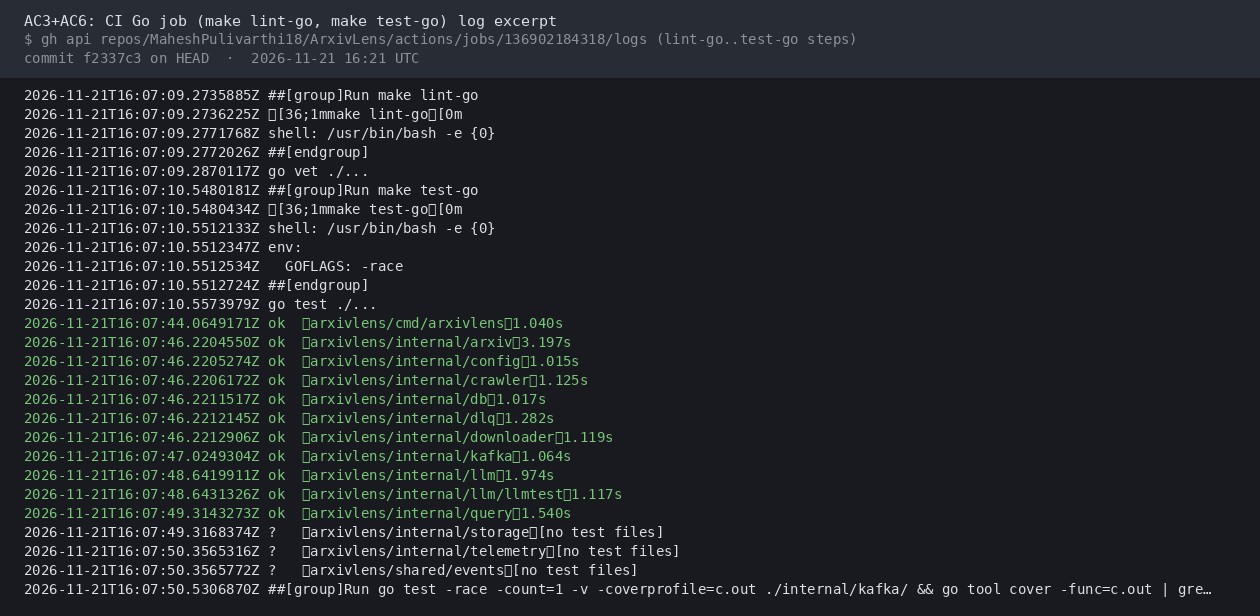 AC3+AC6: CI Go job (make lint-go, make test-go) log excerpt
$ gh api repos/MaheshPulivarthi18/ArxivLens/actions/jobs/136902184318/logs (lint-go..test-go steps)
commit f2337c3 on HEAD · 2026-11-21 16:21 UTC
2026-11-21T16:07:09.2735885Z ##[group]Run make lint-go
2026-11-21T16:07:09.2736225Z □[36;1mmake lint-go□[0m
2026-11-21T16:07:09.2771768Z shell: /usr/bin/bash -e {0}
2026-11-21T16:07:09.2772026Z ##[endgroup]
2026-11-21T16:07:09.2870117Z go vet ./...
2026-11-21T16:07:10.5480181Z ##[group]Run make test-go
2026-11-21T16:07:10.5480434Z □[36;1mmake test-go□[0m
2026-11-21T16:07:10.5512133Z shell: /usr/bin/bash -e {0}
2026-11-21T16:07:10.5512347Z env:
2026-11-21T16:07:10.5512534Z   GOFLAGS: -race
2026-11-21T16:07:10.5512724Z ##[endgroup]
2026-11-21T16:07:10.5573979Z go test ./...
2026-11-21T16:07:44.0649171Z ok  □arxivlens/cmd/arxivlens□1.040s
2026-11-21T16:07:46.2204550Z ok  □arxivlens/internal/arxiv□3.197s
2026-11-21T16:07:46.2205274Z ok  □arxivlens/internal/config□1.015s
2026-11-21T16:07:46.2206172Z ok  □arxivlens/internal/crawler□1.125s
2026-11-21T16:07:46.2211517Z ok  □arxivlens/internal/db□1.017s
2026-11-21T16:07:46.2212145Z ok  □arxivlens/internal/dlq□1.282s
2026-11-21T16:07:46.2212906Z ok  □arxivlens/internal/downloader□1.119s
2026-11-21T16:07:47.0249304Z ok  □arxivlens/internal/kafka□1.064s
2026-11-21T16:07:48.6419911Z ok  □arxivlens/internal/llm□1.974s
2026-11-21T16:07:48.6431326Z ok  □arxivlens/internal/llm/llmtest□1.117s
2026-11-21T16:07:49.3143273Z ok  □arxivlens/internal/query□1.540s
2026-11-21T16:07:49.3168374Z ?   □arxivlens/internal/storage□[no test files]
2026-11-21T16:07:50.3565316Z ?   □arxivlens/internal/telemetry□[no test files]
2026-11-21T16:07:50.3565772Z ?   □arxivlens/shared/events□[no test files]
2026-11-21T16:07:50.5306870Z ##[group]Run go test -race -count=1 -v -coverprofile=c.out ./internal/kafka/ && go tool cover -func=c.out | gre…